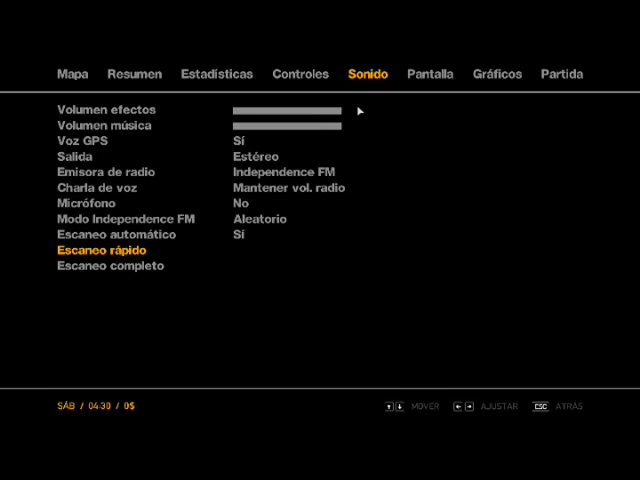 Mapa Resumen Estadísticas Controles Sonido Pantalla Gráficos Partida
Volumen efectos
Volumen música
Voz GPS Sí
Salida Estéreo
Emisora de radio Independence FM
Charla de voz Mantener vol. radio
Micrófono No
Modo Independence FM Aleatorio
Escaneo automático Sí
Escaneo rápido
Escaneo completo
SÁB / 04:30 / 0$ MOVER AJUSTAR ESC ATRÁS